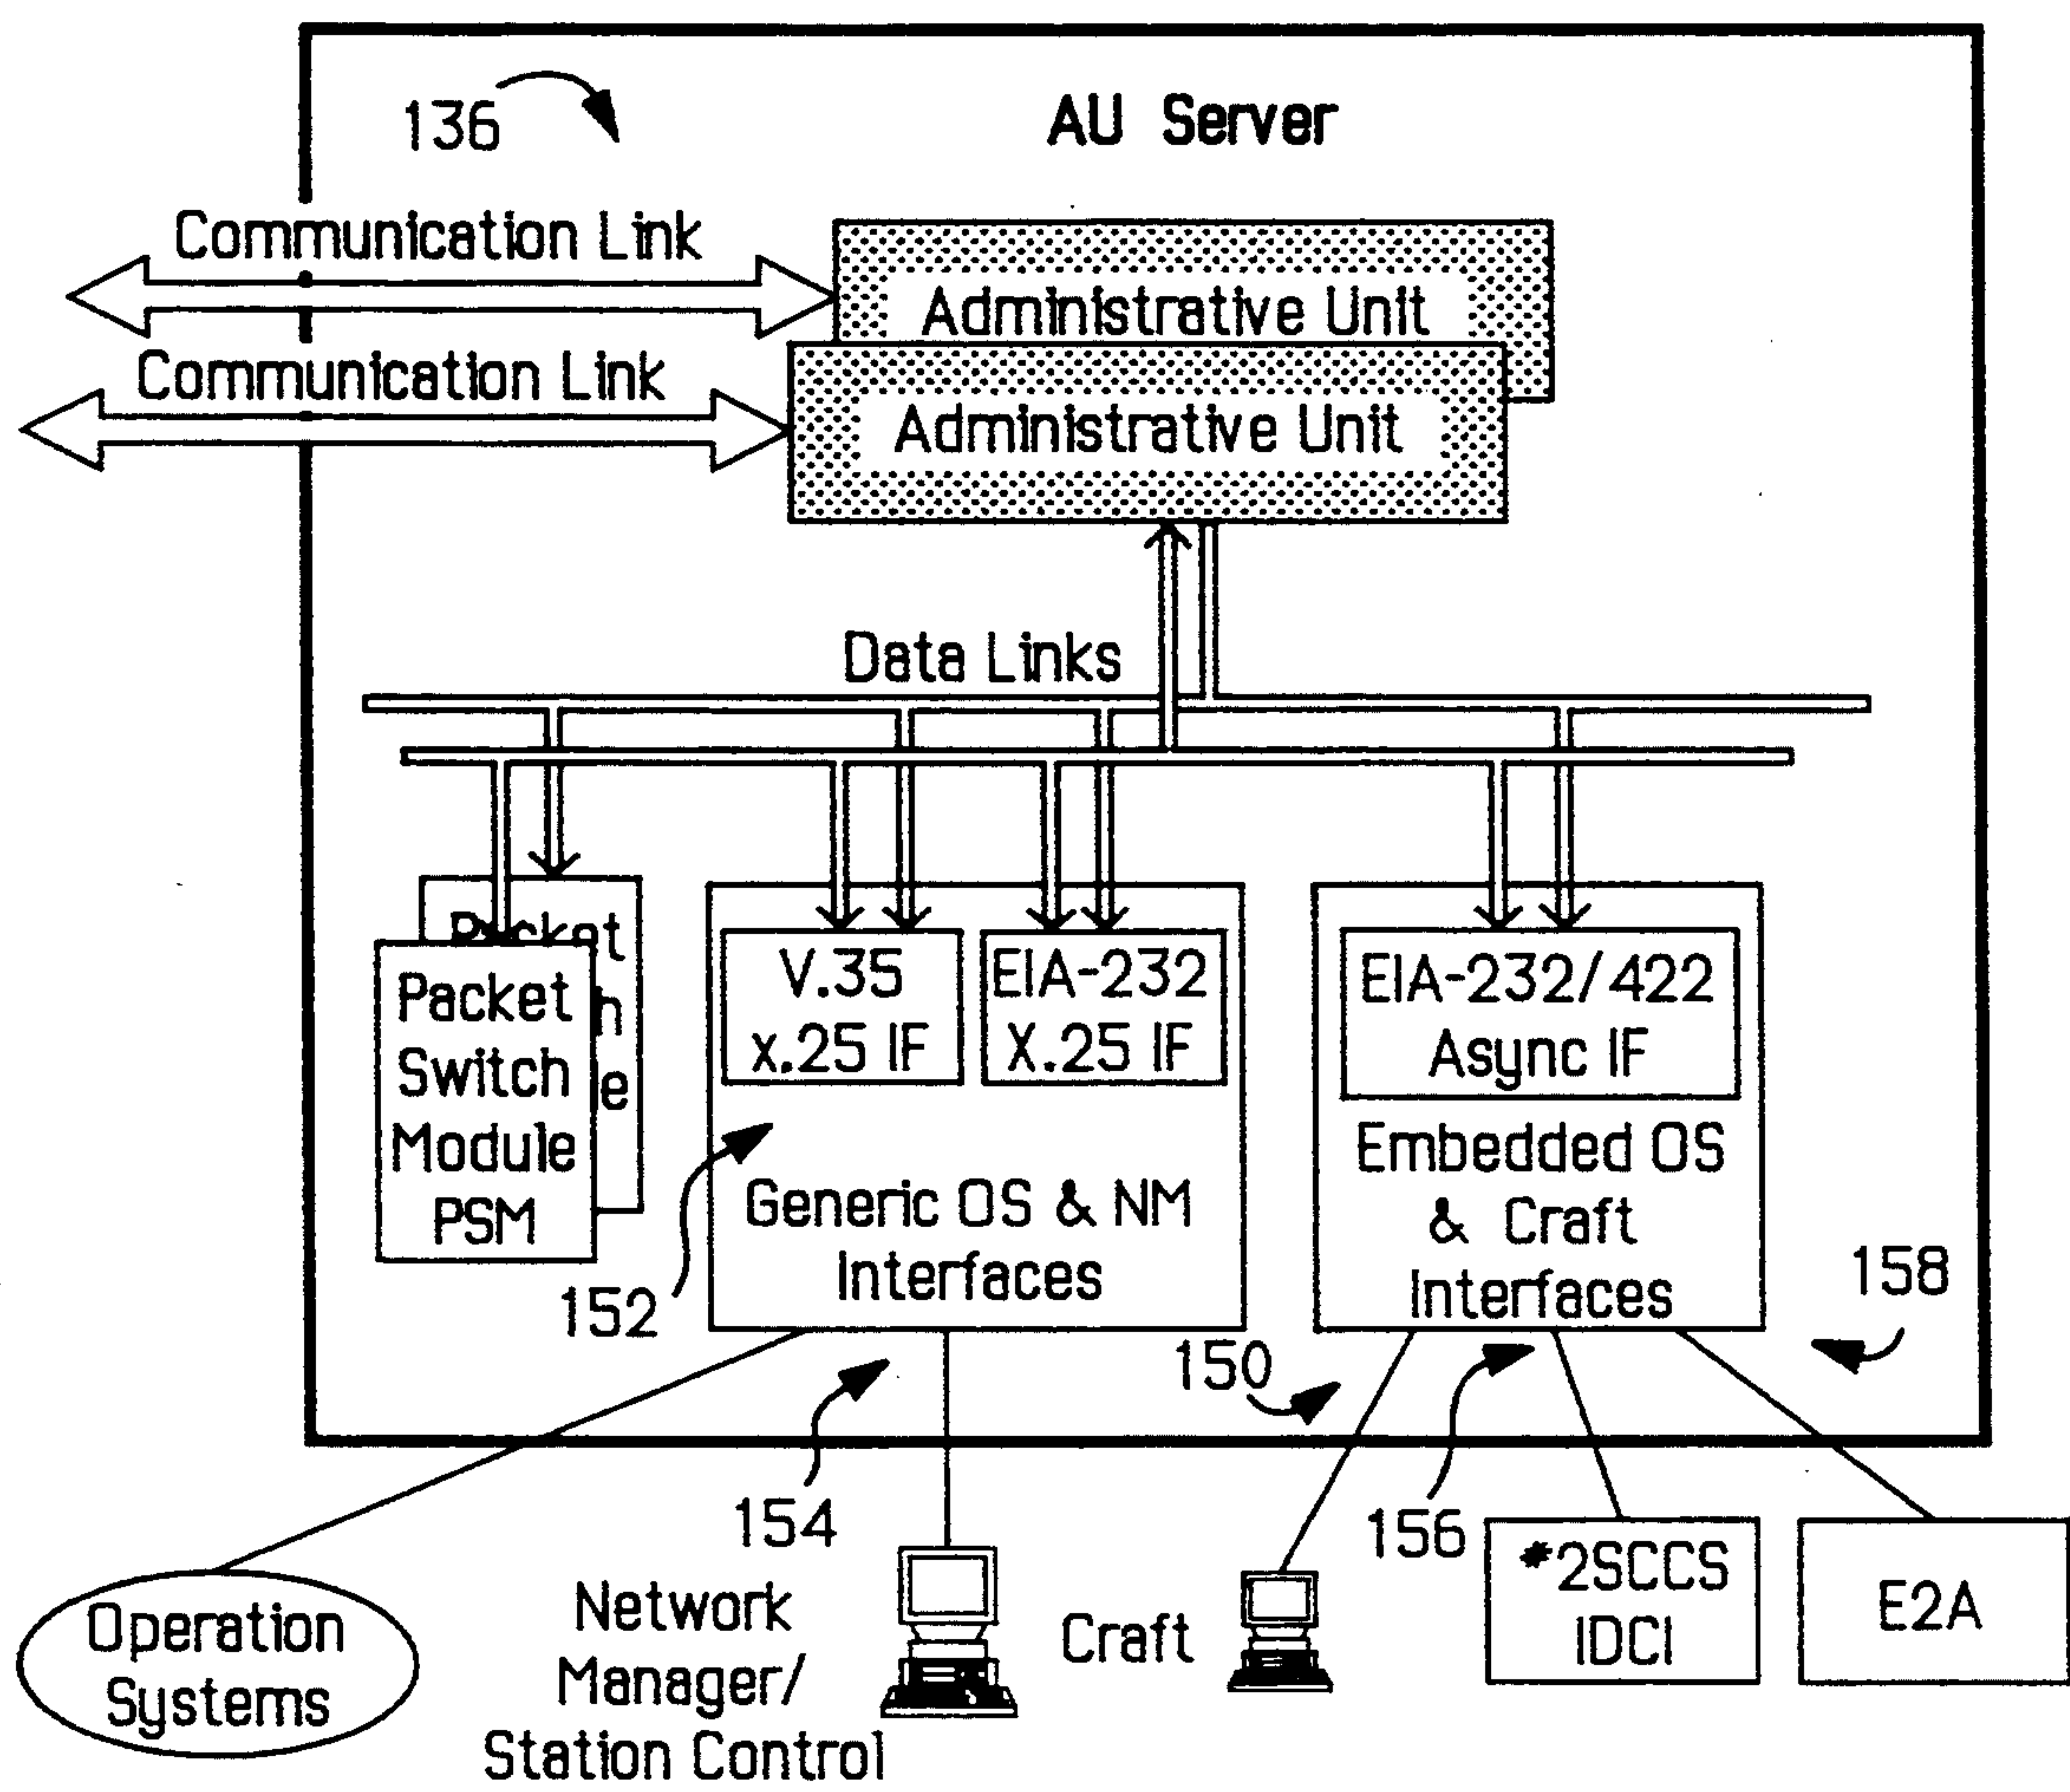 136
AU Server
Communication Link
Administrative Unit
Communication Link
Administrative Unit
Data Links
Packet
Switch
Module
PSM
h
e
V.35
x.25 IF
EIA-232
X.25 IF
Generic OS & NM
Interfaces
EIA-232/422
Async IF
Embedded OS
& Craft
Interfaces
152
158
150
154
156
Operation
Systems
Network
Manager/
Station Control
Craft
*2SCCS
IDCI
E2A